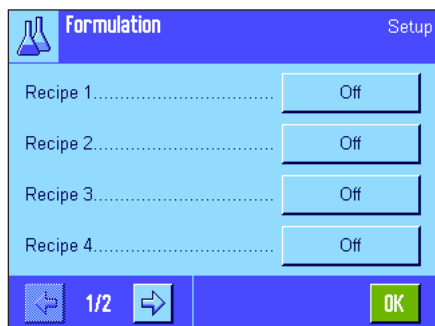 Formulation Setup
Recipe 1.............................. Off
Recipe 2.............................. Off
Recipe 3.............................. Off
Recipe 4.............................. Off
1/2 OK